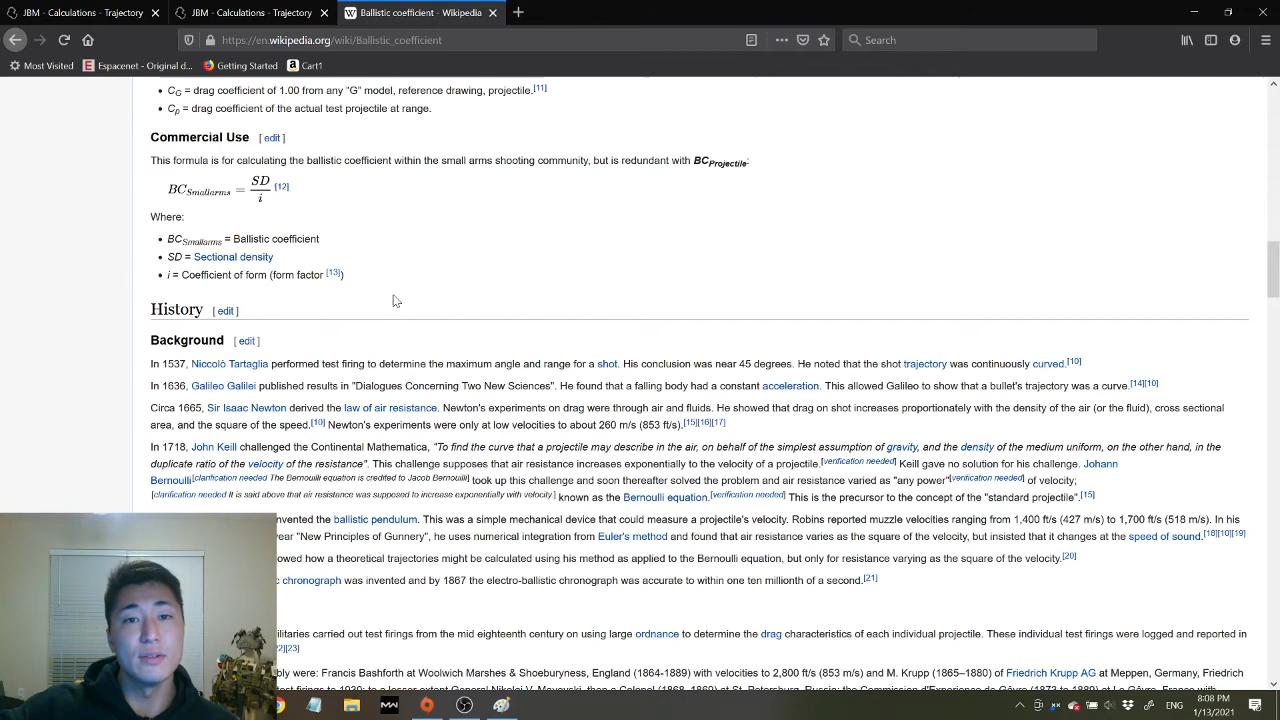 JBM - Calculations - Trajectory
JBM - Calculations - Trajectory
W Ballistic coefficient - Wikipedia
https://en.wikipedia.org/wiki/Ballistic_coefficient
Search
Most Visited
Espacenet - Original d...
Getting Started
Cart1
• CG = drag coefficient of 1.00 from any "G" model, reference drawing, projectile.[11]
• Cp = drag coefficient of the actual test projectile at range.
Commercial Use [ edit ]
This formula is for calculating the ballistic coefficient within the small arms shooting community, but is redundant with BCProjectile:
BCSmallarms = SD/i [12]
Where:
• BCSmallarms = Ballistic coefficient
• SD = Sectional density
• i = Coefficient of form (form factor [13])
History [ edit ]
Background [ edit ]
In 1537, Niccolò Tartaglia performed test firing to determine the maximum angle and range for a shot. His conclusion was near 45 degrees. He noted that the shot trajectory was continuously curved.[10]
In 1636, Galileo Galilei published results in "Dialogues Concerning Two New Sciences". He found that a falling body had a constant acceleration. This allowed Galileo to show that a bullet's trajectory was a curve.[14][10]
Circa 1665, Sir Isaac Newton derived the law of air resistance. Newton's experiments on drag were through air and fluids. He showed that drag on shot increases proportionately with the density of the air (or the fluid), cross sectional
area, and the square of the speed.[10] Newton's experiments were only at low velocities to about 260 m/s (853 ft/s).[15][16][17]
In 1718, John Keill challenged the Continental Mathematica, "To find the curve that a projectile may describe in the air, on behalf of the simplest assumption of gravity, and the density of the medium uniform, on the other hand, in the
duplicate ratio of the velocity of the resistance". This challenge supposes that air resistance increases exponentially to the velocity of a projectile.[verification needed] Keill gave no solution for his challenge. Johann
Bernoulli[clarification needed The Bernoulli equation is credited to Jacob Bernoulli] took up this challenge and soon thereafter solved the problem and air resistance varied as "any power"[verification needed] of velocity;
[clarification needed It is said above that air resistance was supposed to increase exponentially with velocity.] known as the Bernoulli equation.[verification needed] This is the precursor to the concept of the "standard projectile".[15]
nvented the ballistic pendulum. This was a simple mechanical device that could measure a projectile's velocity. Robins reported muzzle velocities ranging from 1,400 ft/s (427 m/s) to 1,700 ft/s (518 m/s). In his
ear "New Principles of Gunnery", he uses numerical integration from Euler's method and found that air resistance varies as the square of the velocity, but insisted that it changes at the speed of sound.[18][10][19]
owed how a theoretical trajectories might be calculated using his method as applied to the Bernoulli equation, but only for resistance varying as the square of the velocity.[20]
c chronograph was invented and by 1867 the electro-ballistic chronograph was accurate to within one ten millionth of a second.[21]
ilitaries carried out test firings from the mid eighteenth century on using large ordnance to determine the drag characteristics of each individual projectile. These individual test firings were logged and reported in
2][23]
bly were: Francis Bashforth at Woolwich Marshes & Shoeburyness, England (1864-1889) with velocities to 2,800 ft/s (853 m/s) and M. Krupp (1865–1880) of Friedrich Krupp AG at Meppen, Germany, Friedrich
8:08 PM
1/13/2021